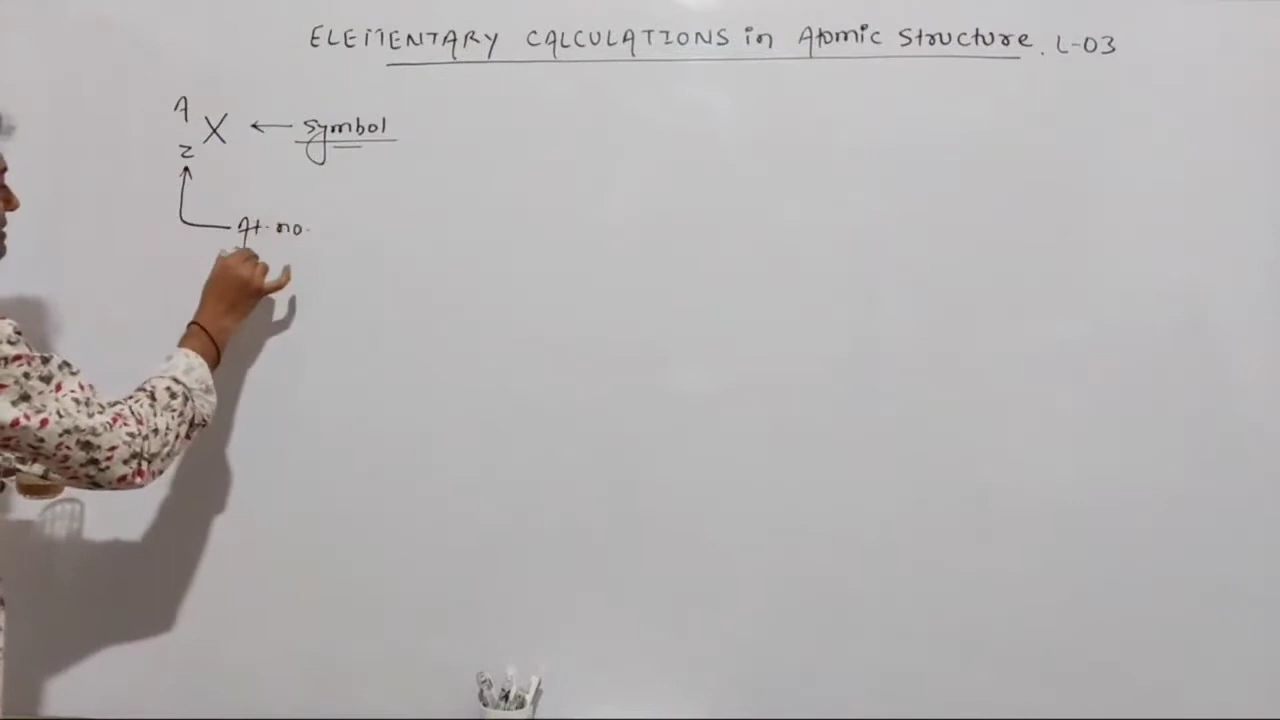 ELEMENTARY CALCULATIONS in Atomic Structure. L-03
A
X ← symbol
Z
At. no.